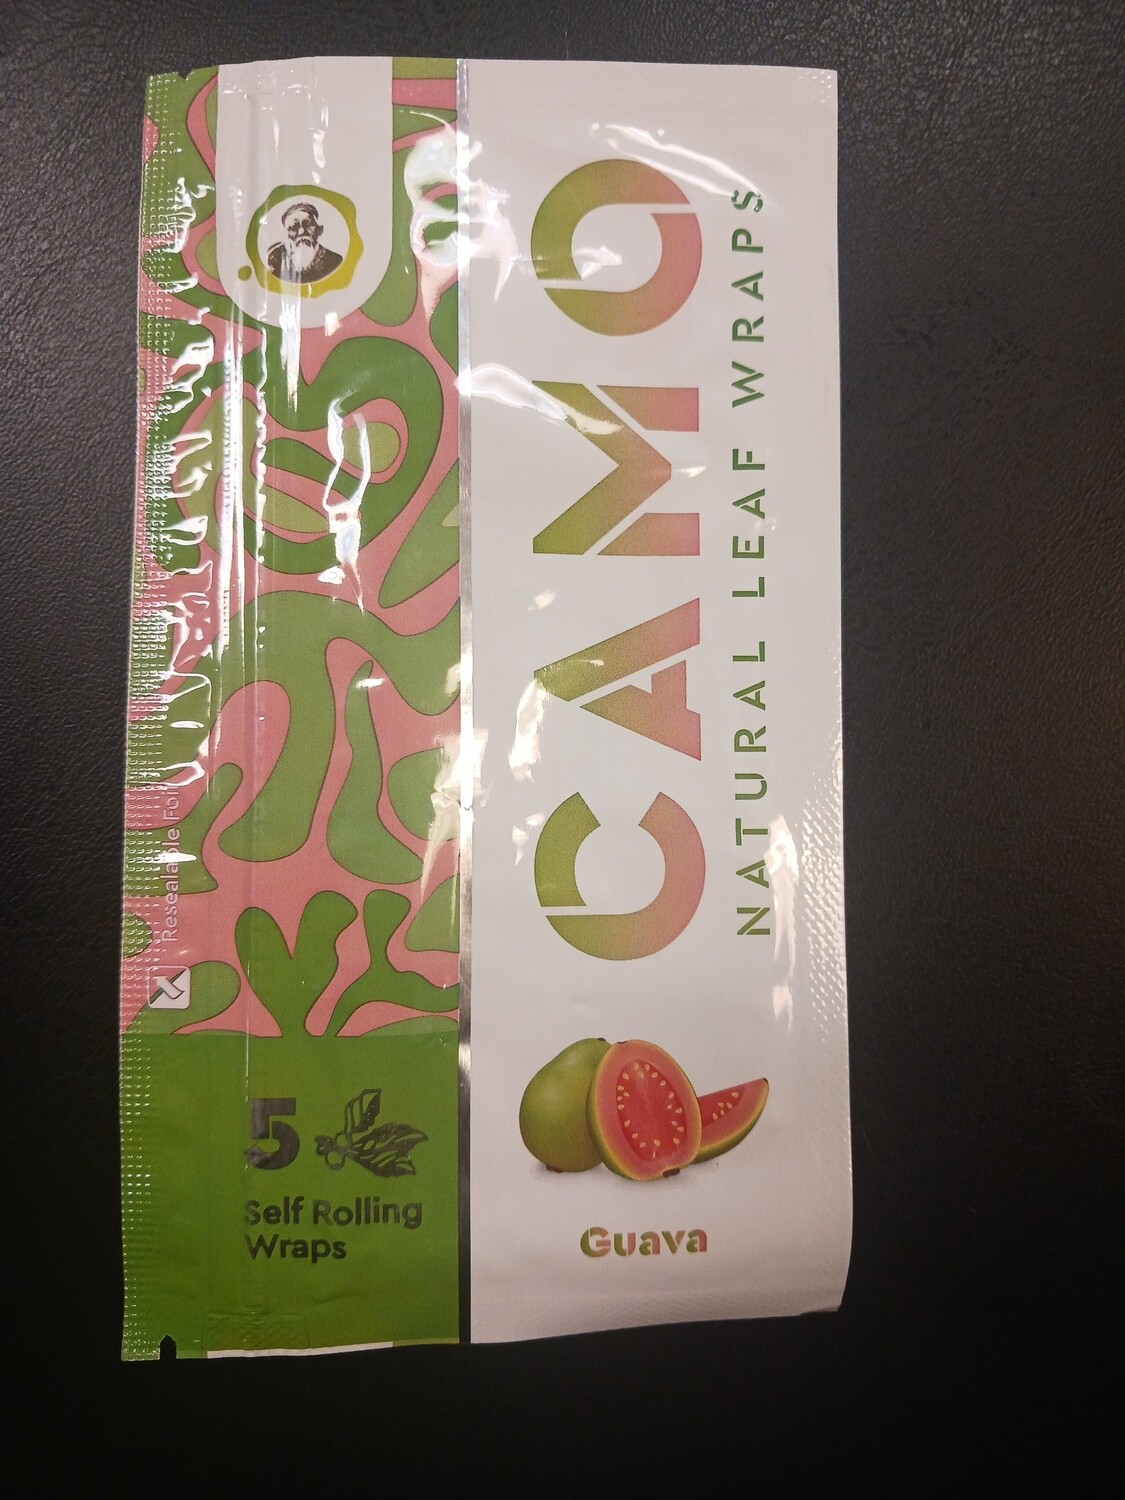 CAMO
NATURAL LEAF WRAPS
Guava
5
Self Rolling
Wraps
Resealable Foil